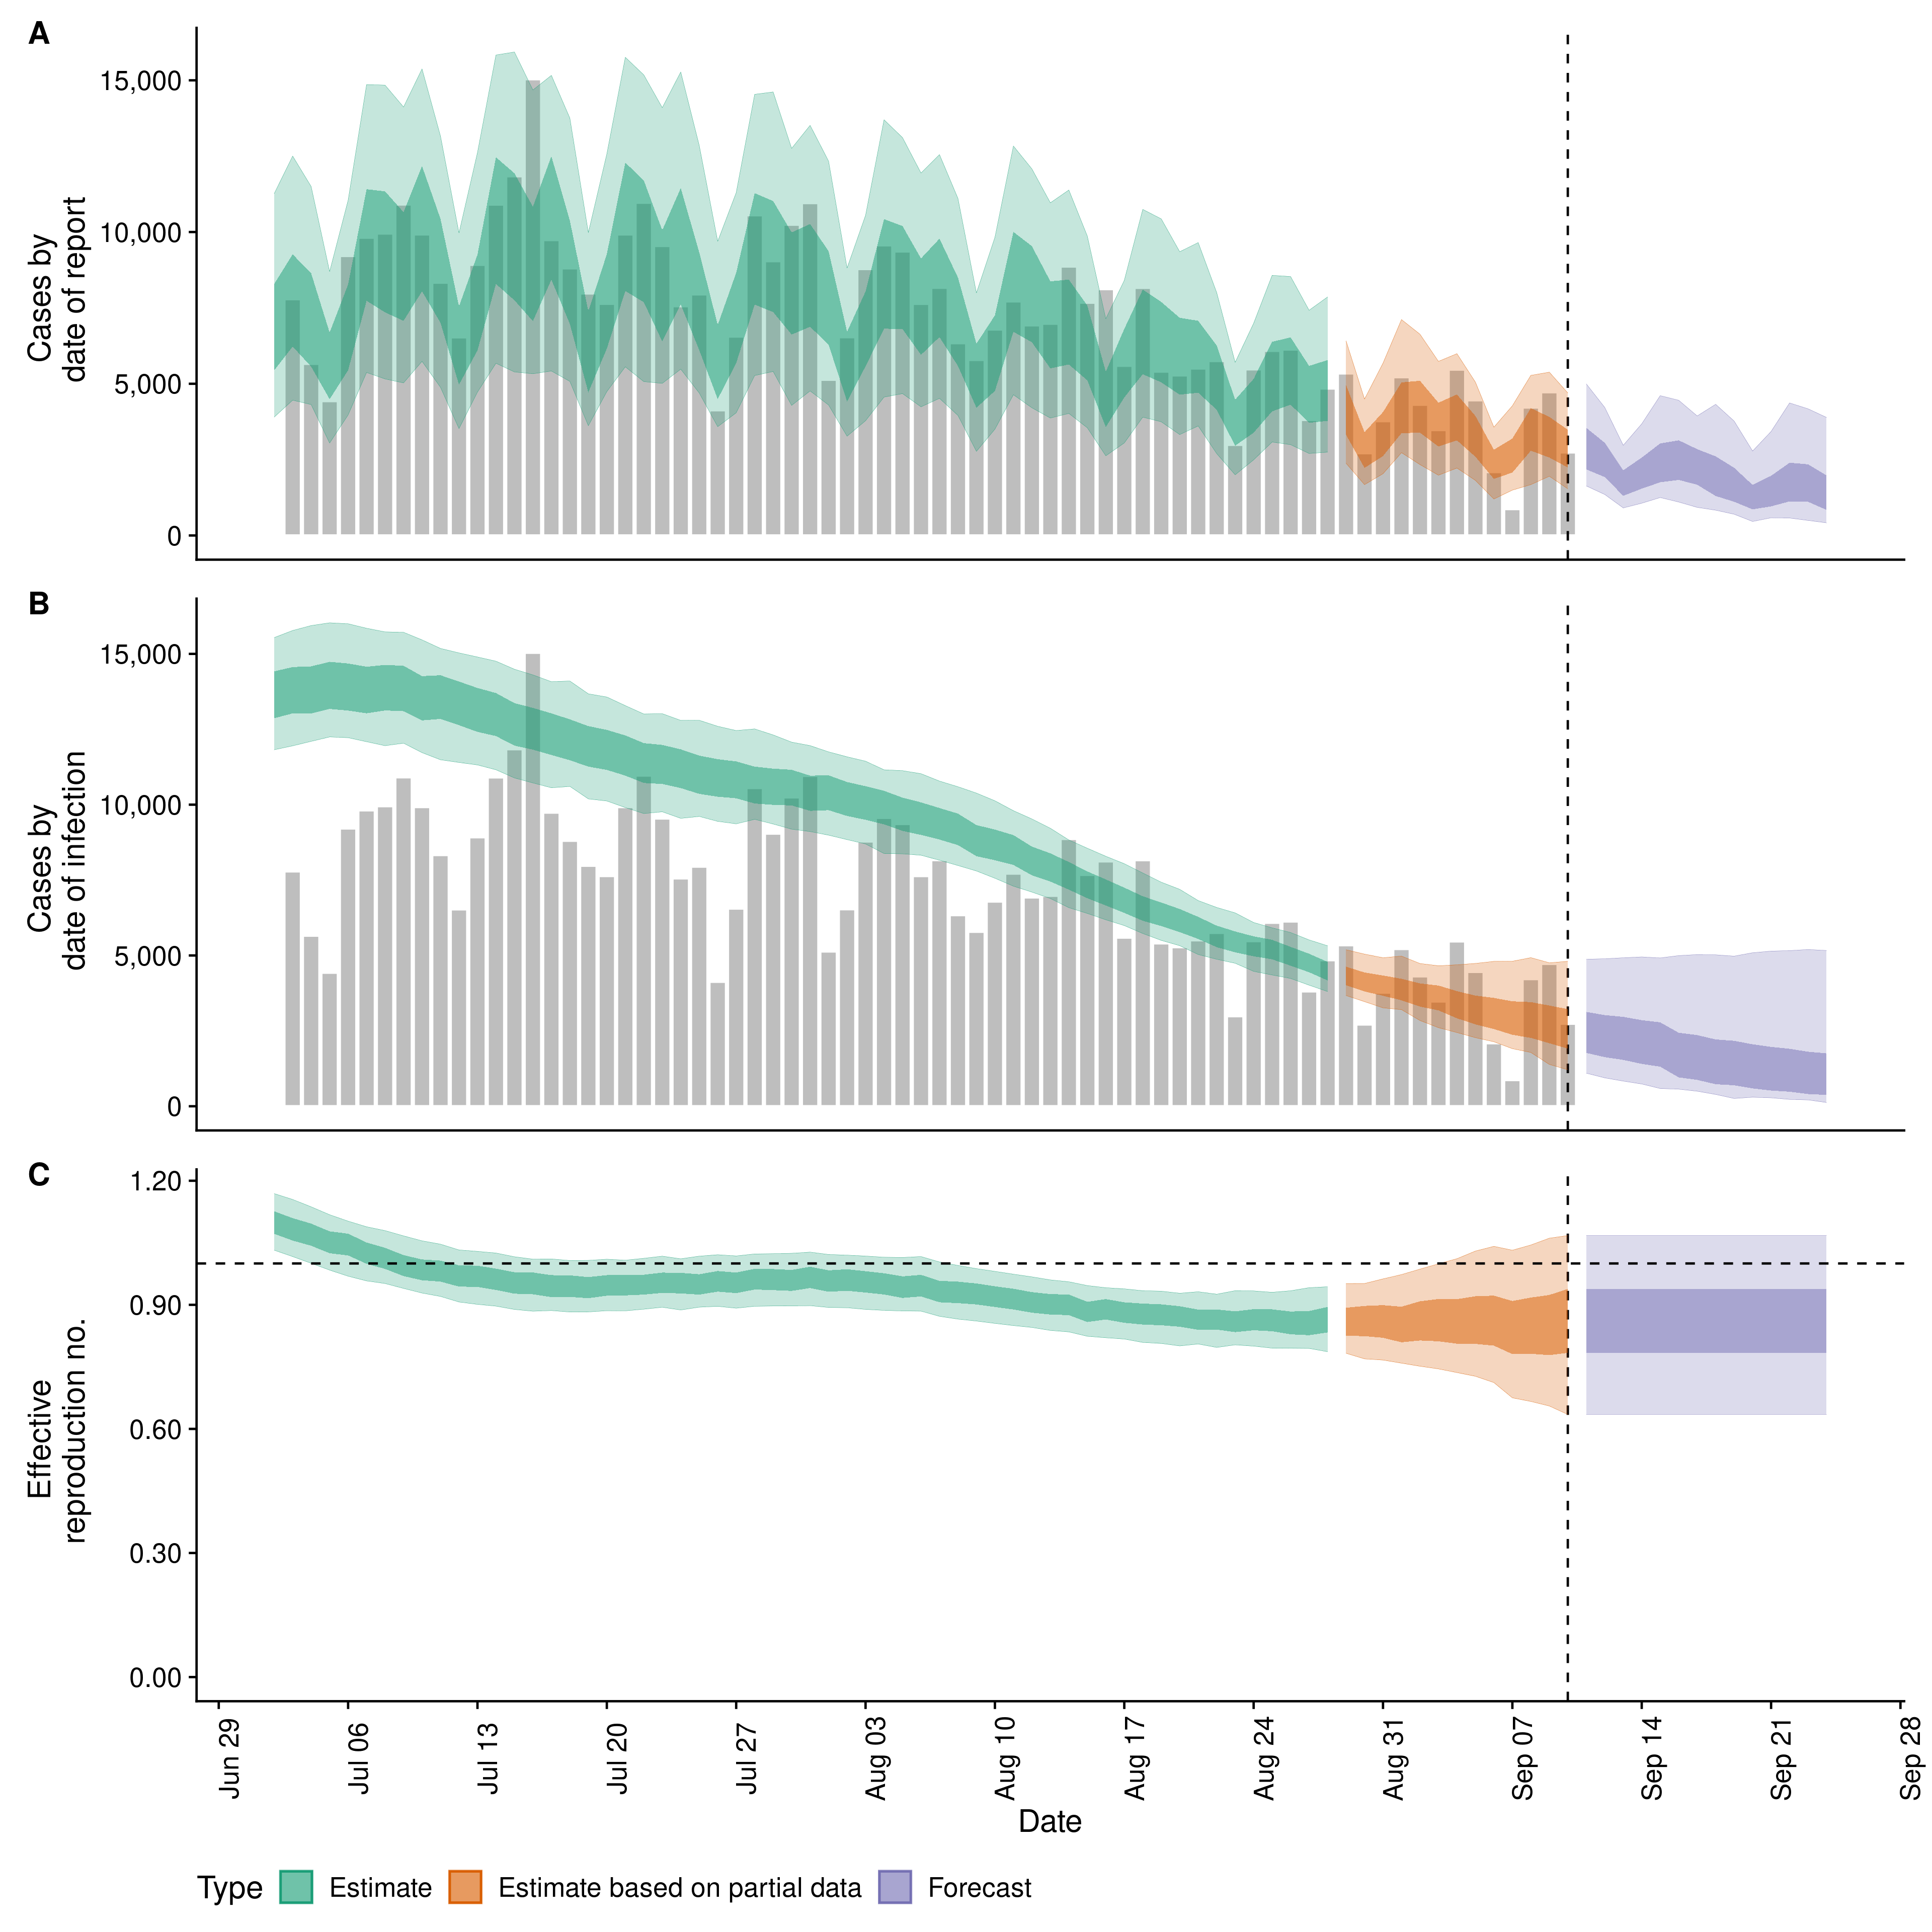 A
Cases by
date of report
15,000
10,000
5,000
0
B
Cases by
date of infection
15,000
10,000
5,000
0
C
Effective
reproduction no.
1.20
0.90
0.60
0.30
0.00
Jun 29
Jul 06
Jul 13
Jul 20
Jul 27
Aug 03
Aug 10
Aug 17
Aug 24
Aug 31
Sep 07
Sep 14
Sep 21
Sep 28
Date
Type Estimate Estimate based on partial data Forecast